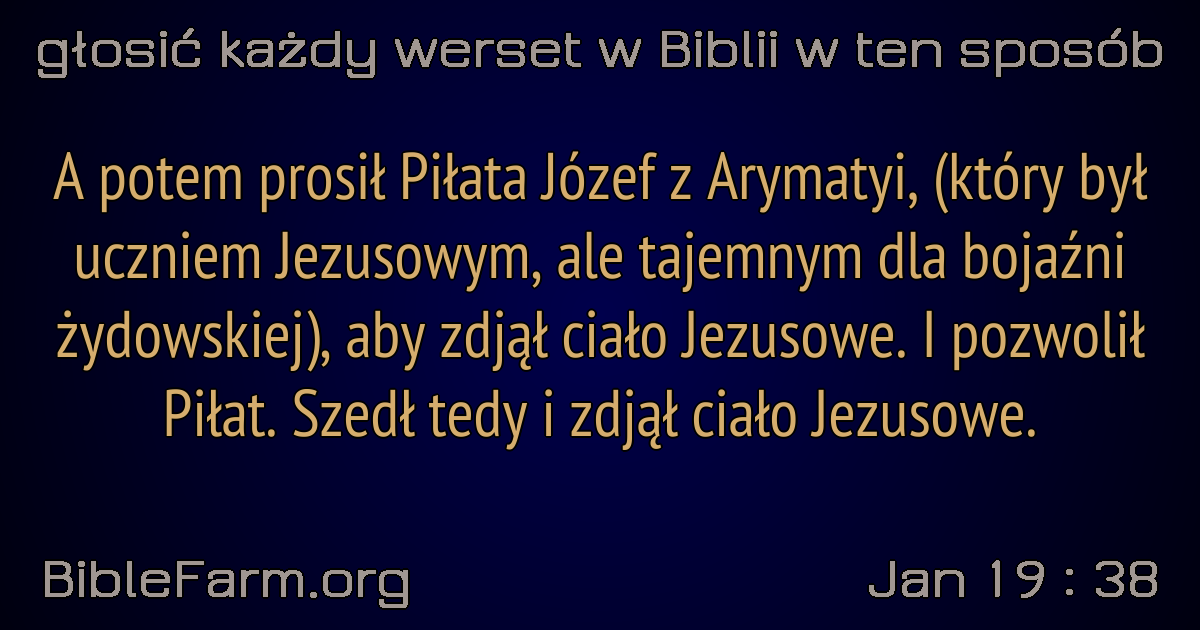 głosić każdy werset w Biblii w ten sposób
A potem prosił Piłata Józef z Arymatyi, (który był
uczniem Jezusowym, ale tajemnym dla bojaźni
żydowskiej), aby zdjął ciało Jezusowe. I pozwolił
Piłat. Szedł tedy i zdjął ciało Jezusowe.
BibleFarm.org
Jan 19 : 38